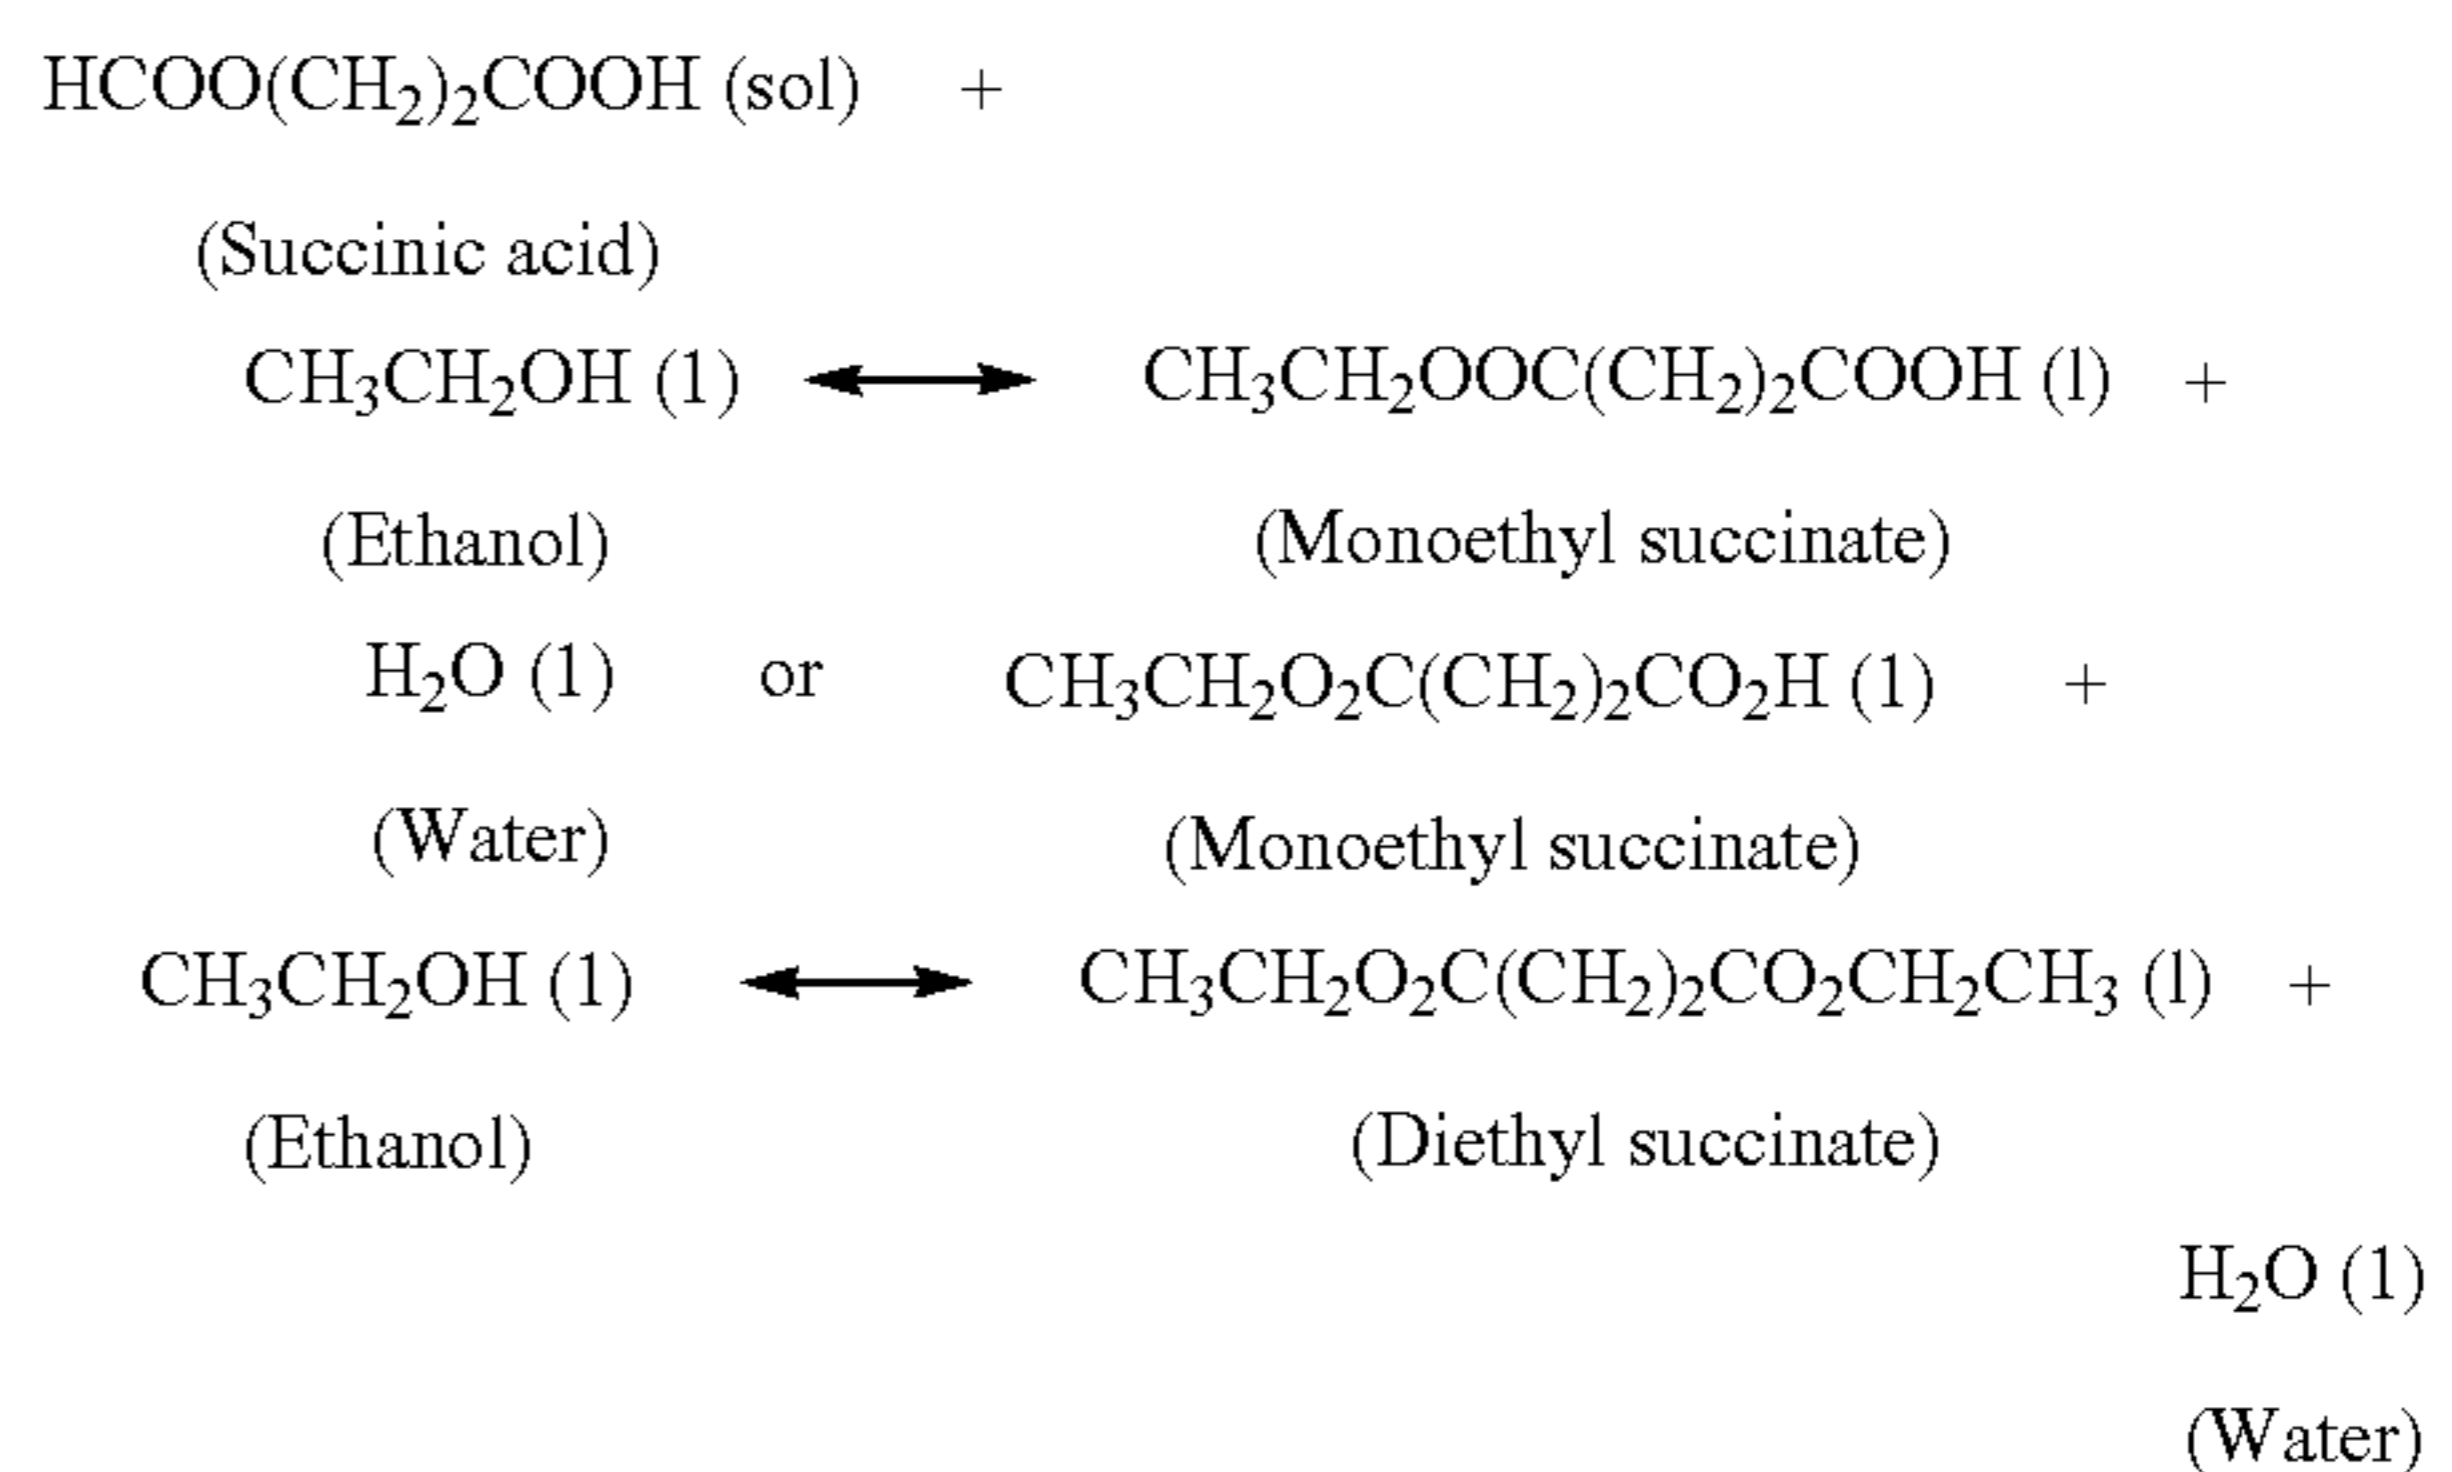 HCOO(CH2)2COOH (sol) +
(Succinic acid)
CH3CH2OH (1) ⟷ CH3CH2OOC(CH2)2COOH (l) +
(Ethanol) (Monoethyl succinate)
H2O (1) or CH3CH2O2C(CH2)2CO2H (1) +
(Water) (Monoethyl succinate)
CH3CH2OH (1) ⟷ CH3CH2O2C(CH2)2CO2CH2CH3 (l) +
(Ethanol) (Diethyl succinate)
H2O (1)
(Water)